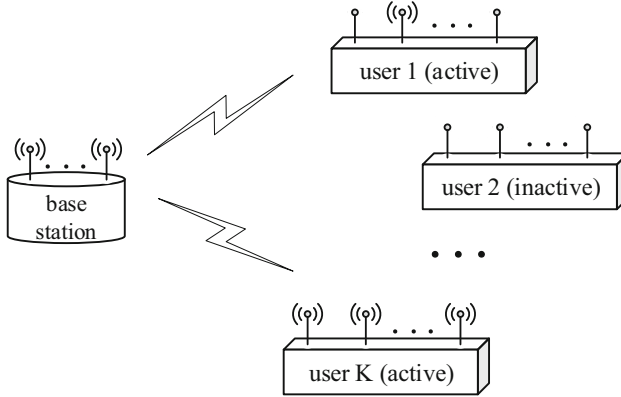 user 1 (active)
user 2 (inactive)
base
station
user K (active)